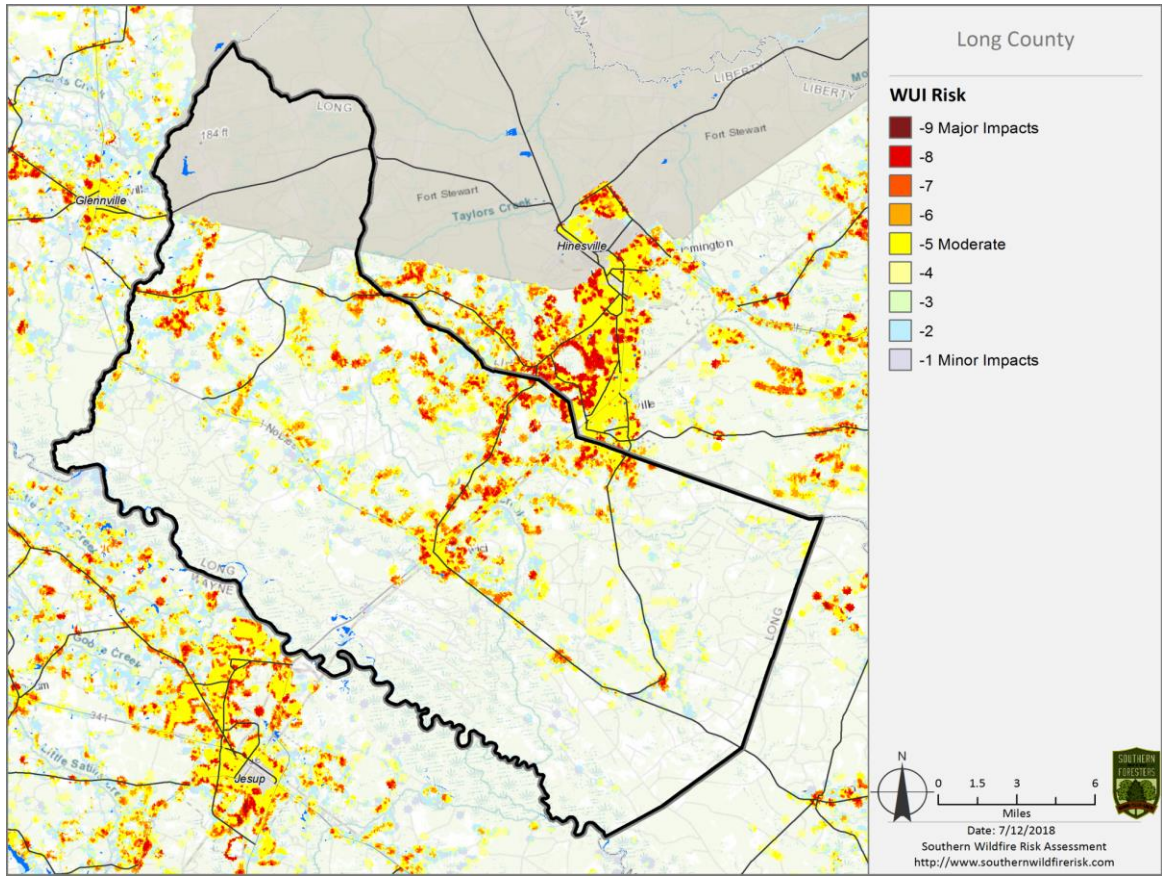 Long County
WUI Risk
-9 Major Impacts
-8
-7
-6
-5 Moderate
-4
-3
-2
-1 Minor Impacts
LONG
184 ft
Glennville
Fort Stewart
Taylors Creek
LIBERTY
LIBERTY
Fort Stewart
Hinesville
LONG
WAYNE
LONG
341
Jesup
N
0 1.5 3 6
Miles
Date: 7/12/2018
Southern Wildfire Risk Assessment
http://www.southernwildfirerisk.com
SOUTHERN
FORESTERS